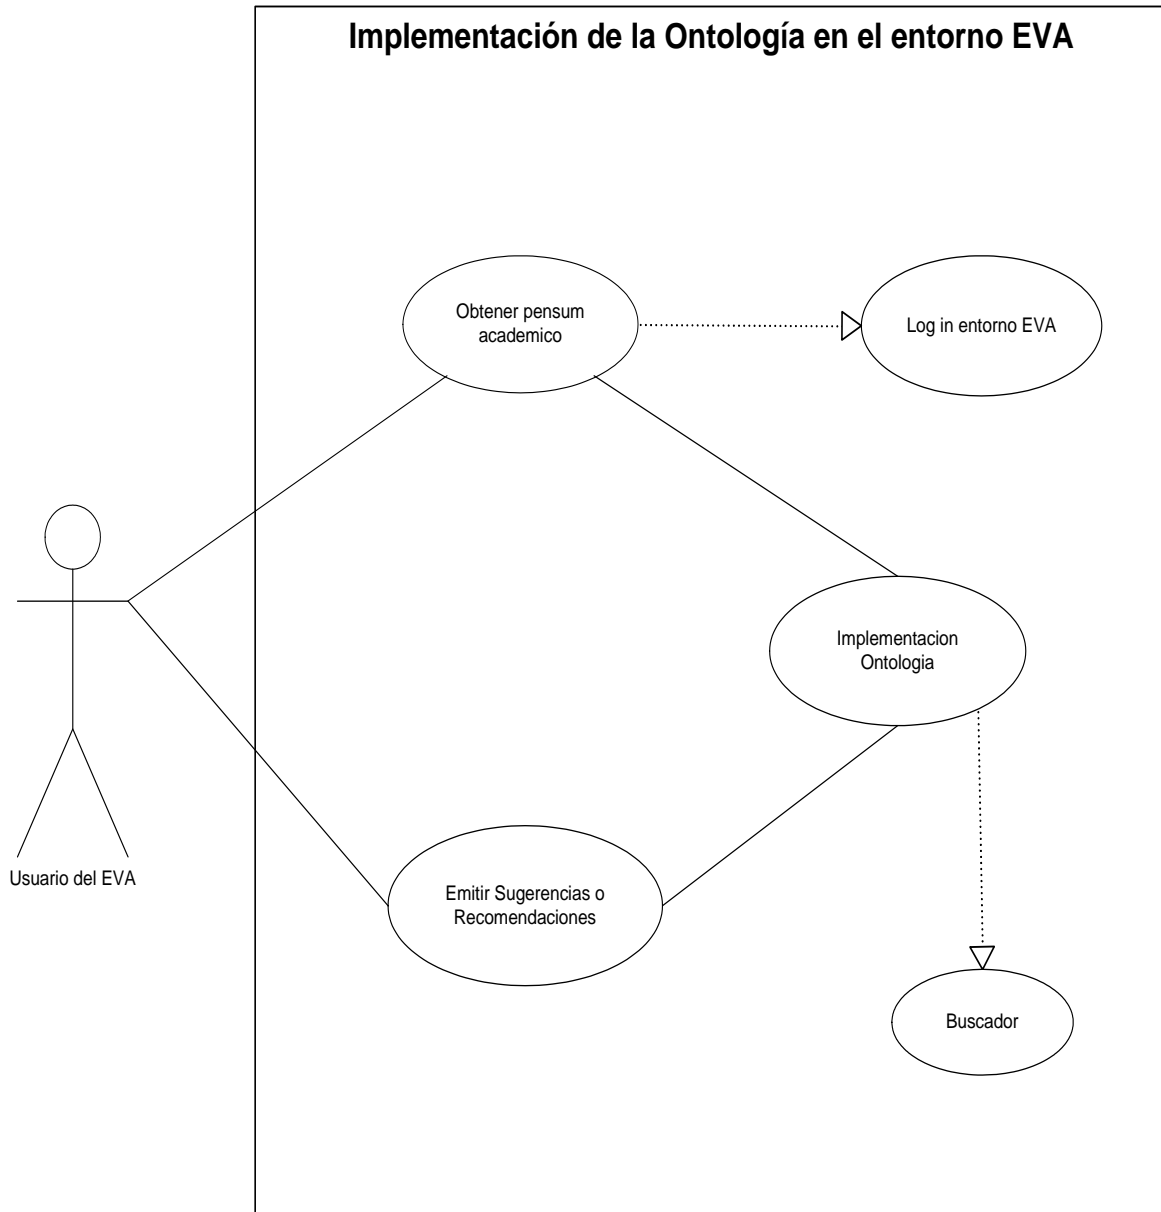 Implementación de la Ontología en el entorno EVA
Obtener pensum
academico
Log in entorno EVA
Implementacion
Ontologia
Usuario del EVA
Emitir Sugerencias o
Recomendaciones
Buscador